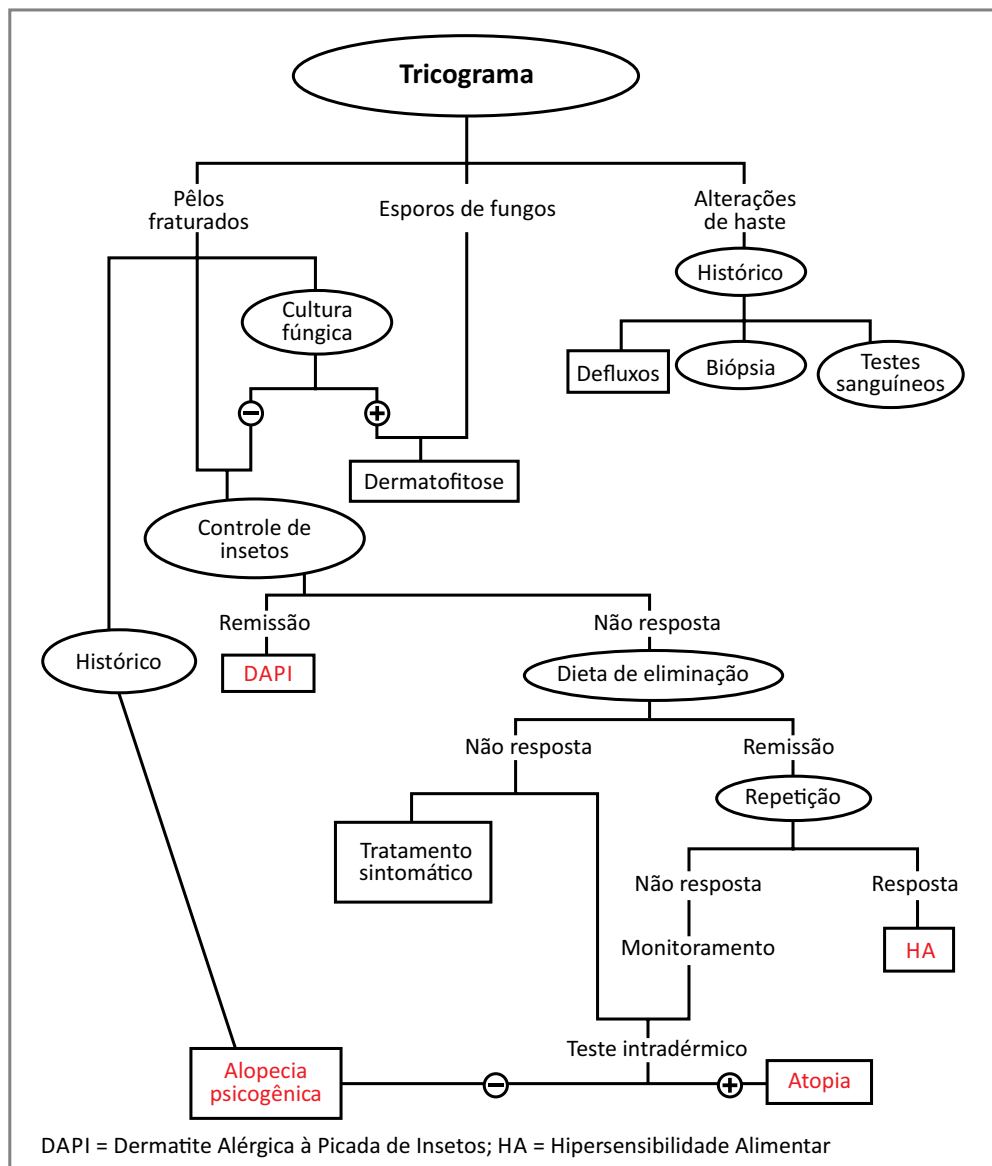 Tricograma
Pêlos
fraturados
Esporos de fungos
Alterações
de haste
Histórico
Cultura
fúngica
Defluxos
Biópsia
Testes
sanguíneos
Dermatofitose
Controle de
insetos
Remissão
Não resposta
Histórico
DAPI
Dieta de eliminação
Não resposta
Remissão
Repetição
Tratamento
sintomático
Não resposta
Resposta
Monitoramento
HA
Teste intradérmico
Alopecia
psicogênica
Atopia
DAPI = Dermatite Alérgica à Picada de Insetos; HA = Hipersensibilidade Alimentar